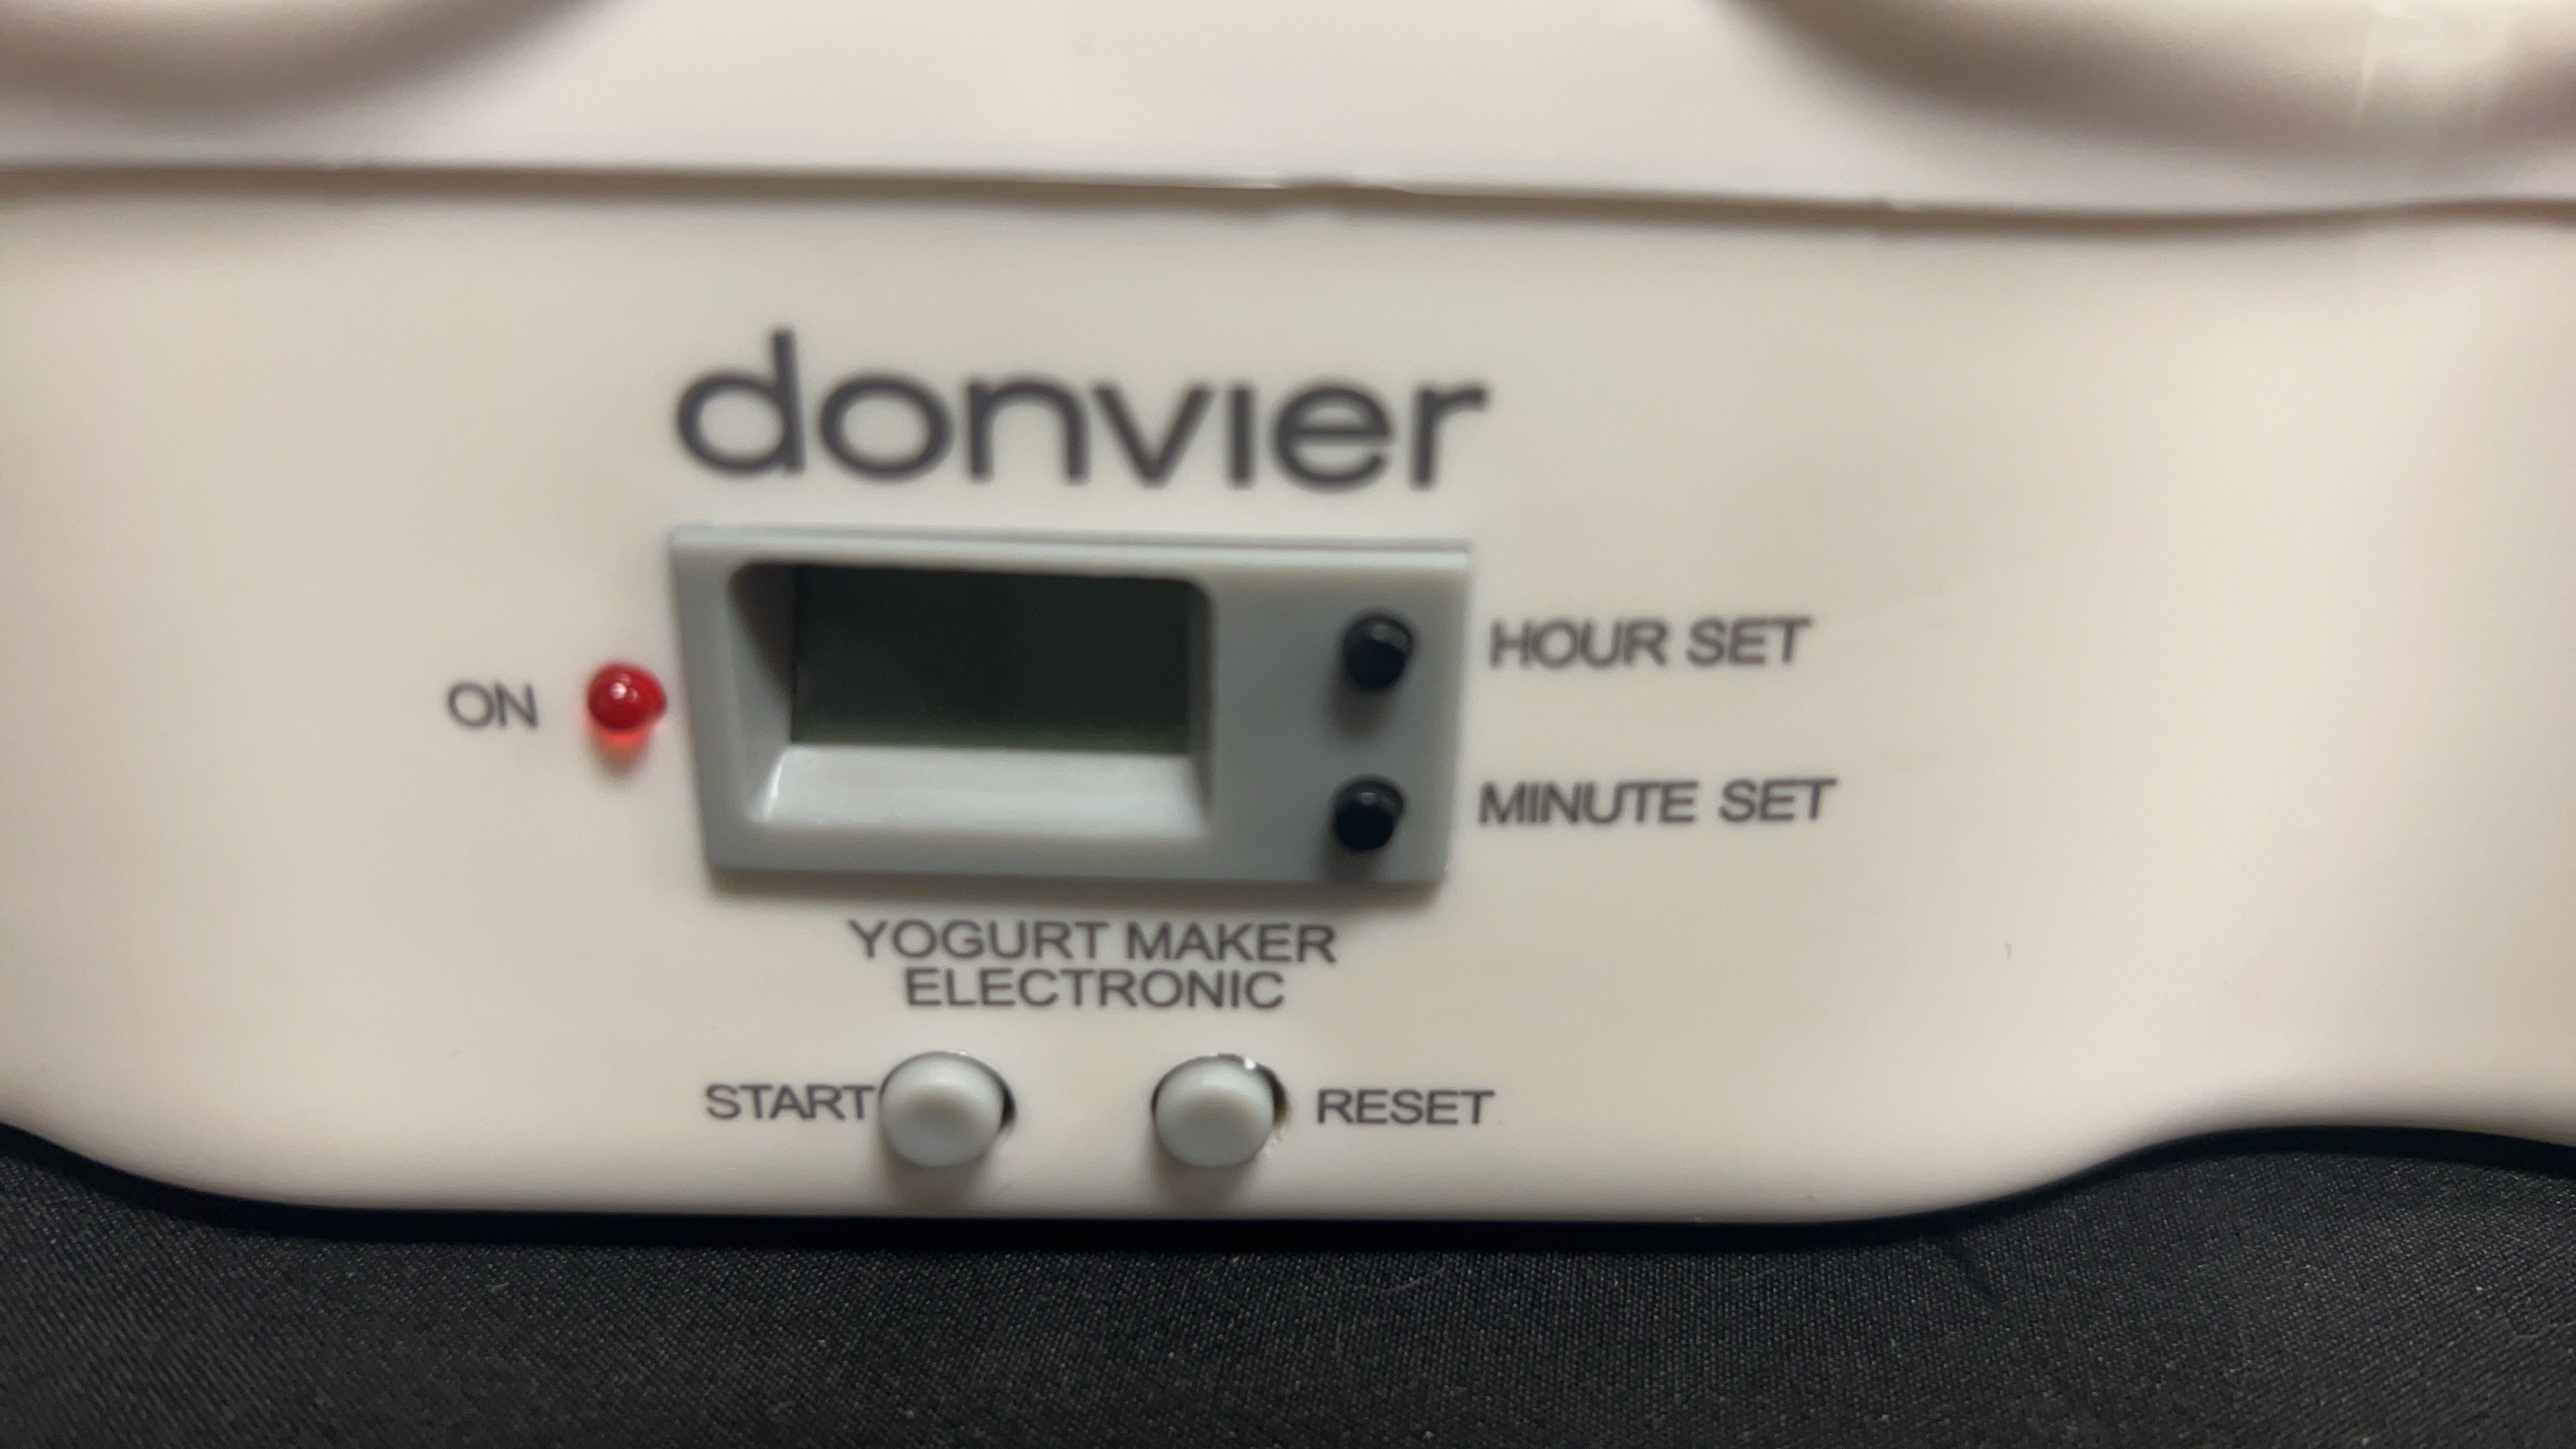 donvier
HOUR SET
ON
MINUTE SET
YOGURT MAKER
ELECTRONIC
START
RESET